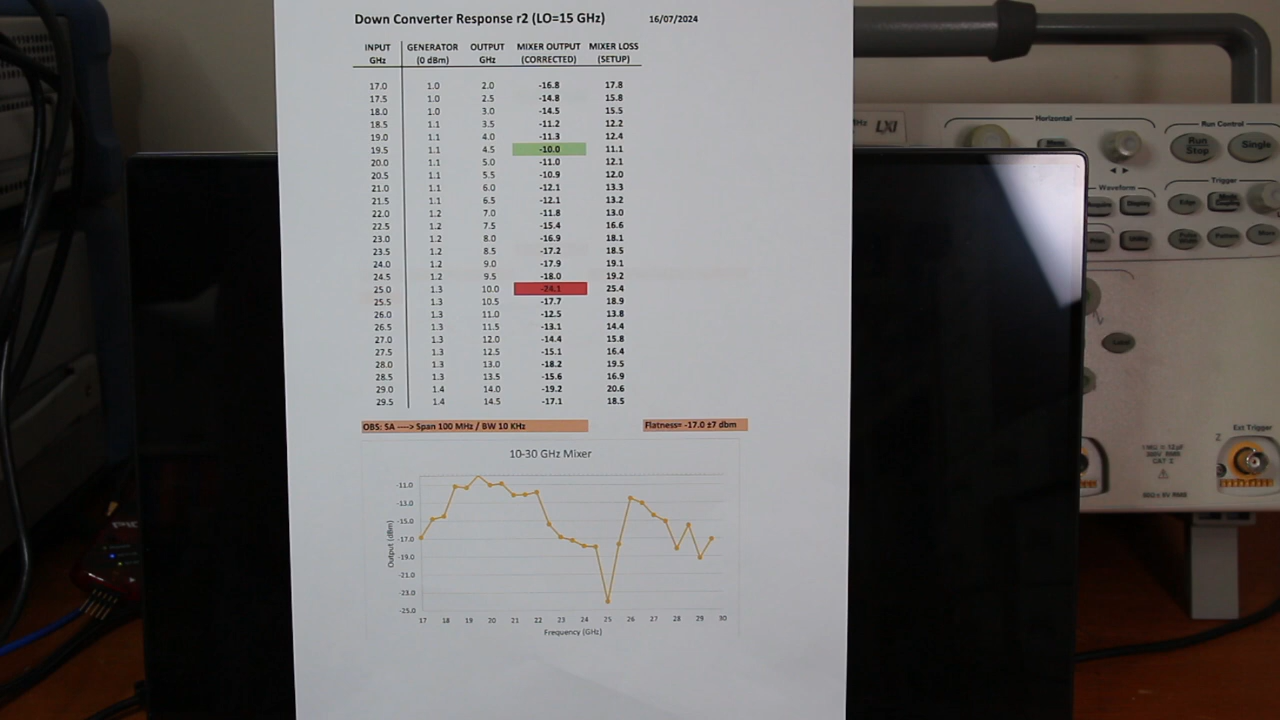 Down Converter Response r2 (LO=15 GHz) 16/07/2024
INPUT GENERATOR OUTPUT MIXER OUTPUT MIXER LOSS
GHz (0 dBm) GHz (CORRECTED) (SETUP)
17.0 1.0 2.0 -16.8 17.8
17.5 1.0 2.5 -14.8 15.8
18.0 1.0 3.0 -14.5 15.5
18.5 1.1 3.5 -11.2 12.2
19.0 1.1 4.0 -11.3 12.4
19.5 1.1 4.5 -10.0 11.1
20.0 1.1 5.0 -11.0 12.1
20.5 1.1 5.5 -10.9 12.0
21.0 1.1 6.0 -12.1 13.3
21.5 1.1 6.5 -12.1 13.2
22.0 1.2 7.0 -11.8 13.0
22.5 1.2 7.5 -15.4 16.6
23.0 1.2 8.0 -16.9 18.1
23.5 1.2 8.5 -17.2 18.5
24.0 1.2 9.0 -17.9 19.1
24.5 1.2 9.5 -18.0 19.2
25.0 1.3 10.0 -24.1 25.4
25.5 1.3 10.5 -17.7 18.9
26.0 1.3 11.0 -12.5 13.8
26.5 1.3 11.5 -13.1 14.4
27.0 1.3 12.0 -14.4 15.8
27.5 1.3 12.5 -15.1 16.4
28.0 1.3 13.0 -18.2 19.5
28.5 1.3 13.5 -15.6 16.9
29.0 1.4 14.0 -19.2 20.6
29.5 1.4 14.5 -17.1 18.5
OBS: SA ----> Span 100 MHz / BW 10 KHz Flatness= -17.0 ±7 dbm
10-30 GHz Mixer
Output (dBm)
-11.0
-13.0
-15.0
-17.0
-19.0
-21.0
-23.0
-25.0
17 18 19 20 21 22 23 24 25 26 27 28 29 30
Frequency (GHz)
LXI
Horizontal
Run Control
Run Stop
Single
Waveform
Trigger
Display
Edge
Mode Coupling
Print
Utility
Pattern
More
Ext Trigger
Z
300V RMS
CAT I